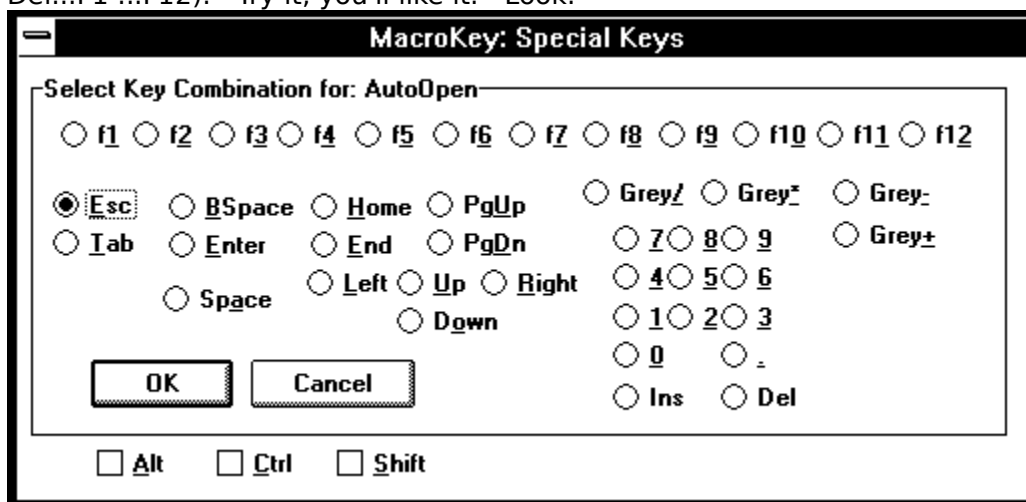 MacroKey: Special Keys
Select Key Combination for: AutoOpen
f1 f2 f3 f4 f5 f6 f7 f8 f9 f10 f11 f12
Esc BSpace Home PgUp Grey/ Grey* Grey-
Tab Enter End PgDn 7 8 9 Grey+
Space Left Up Right 4 5 6
Down 1 2 3
OK Cancel 0 .
Ins Del
Alt Ctrl Shift